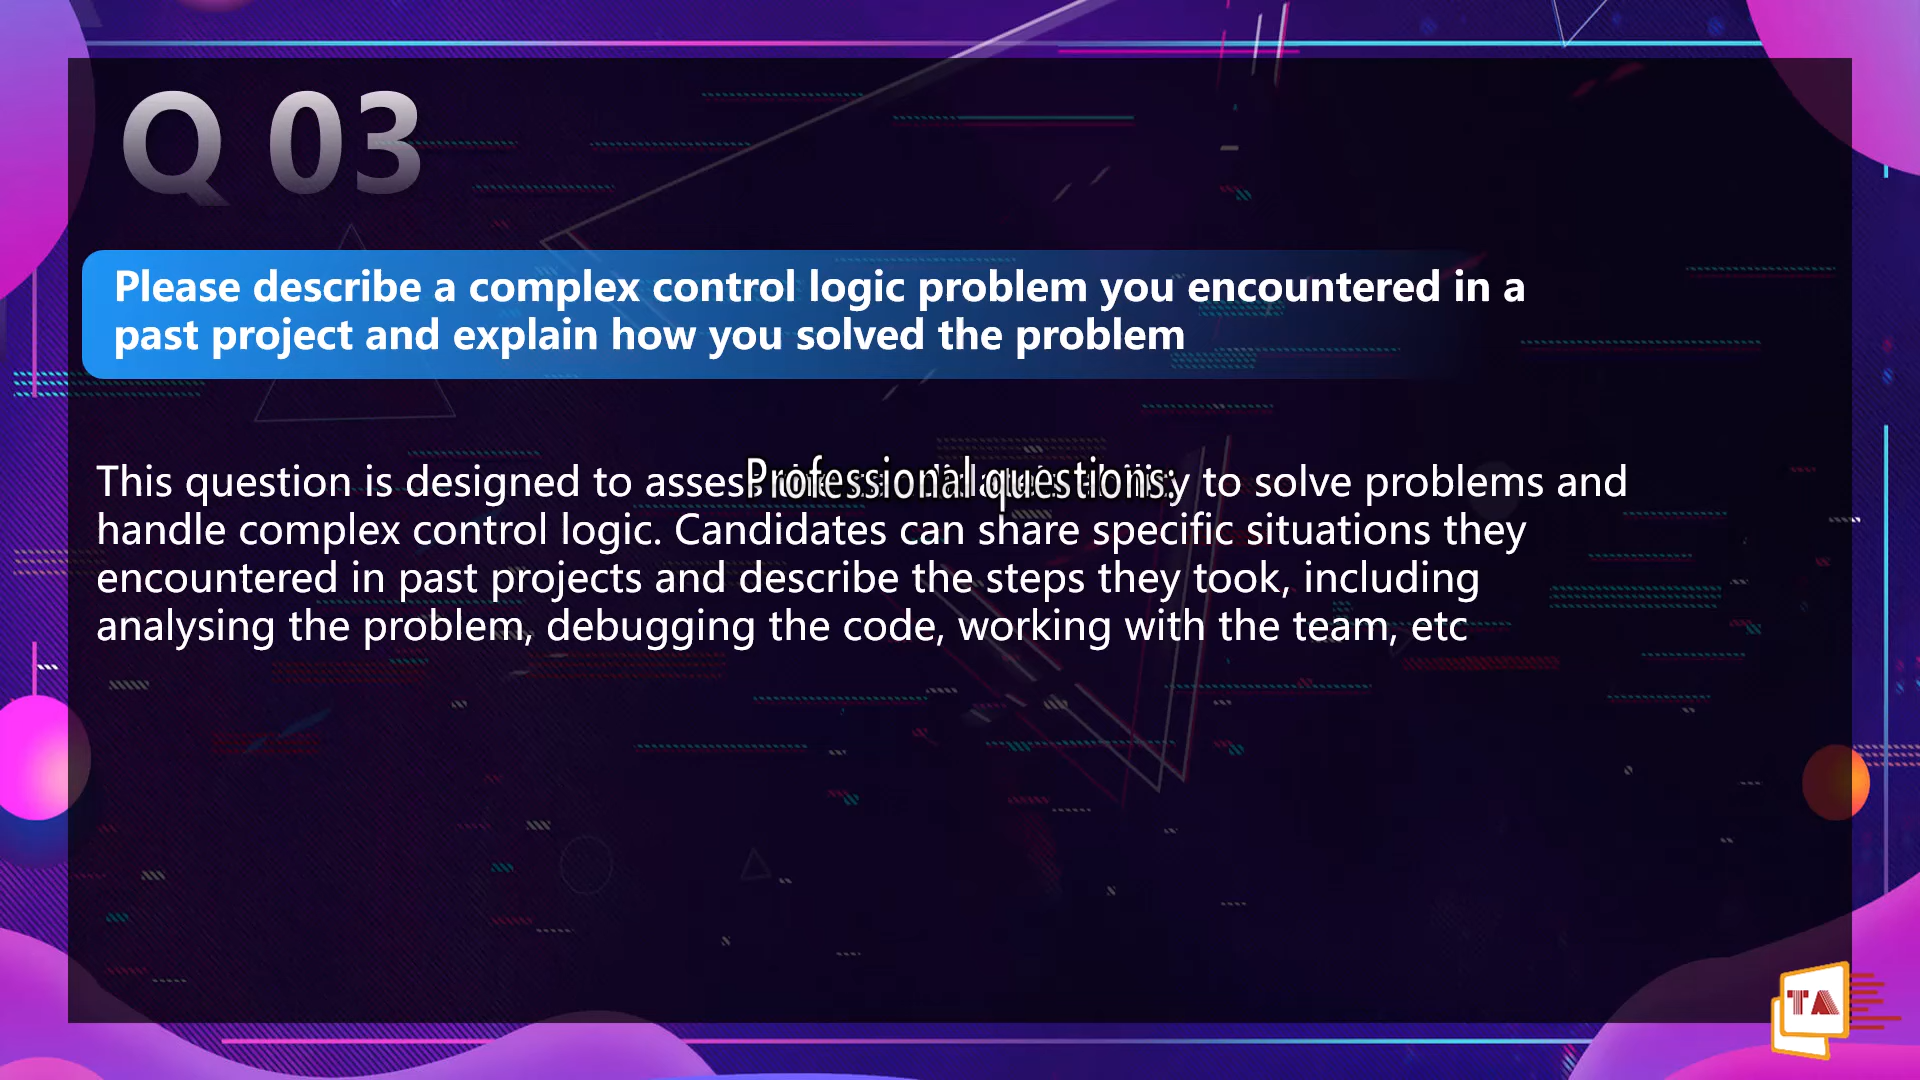 Q 03
Please describe a complex control logic problem you encountered in a
past project and explain how you solved the problem
This question is designed to assess to solve problems and
Professional questions:
handle complex control logic. Candidates can share specific situations they
encountered in past projects and describe the steps they took, including
analysing the problem, debugging the code, working with the team, etc
TA